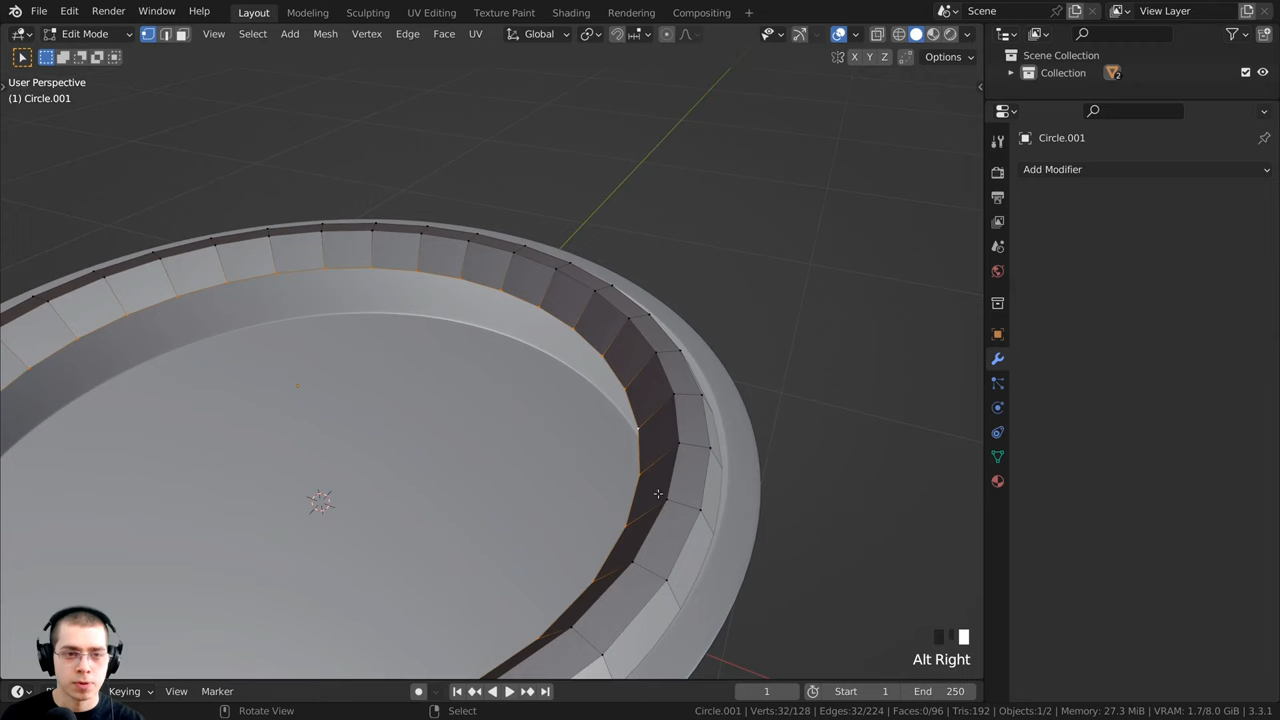 File Edit Render Window Help Layout Modeling Sculpting UV Editing Texture Paint Shading Rendering Compositing + Scene View Layer
Edit Mode View Select Add Mesh Vertex Edge Face UV Global
X Y Z Options
User Perspective
(1) Circle.001
Scene Collection
Collection 2
Circle.001
Add Modifier
Alt Right
Keying View Marker 1 Start 1 End 250
Rotate View Select Circle.001 | Verts:32/128 | Edges:32/224 | Faces:0/96 | Tris:192 | Objects:1/2 | Memory: 27.3 MiB | VRAM: 1.7/8.0 GiB | 3.3.1